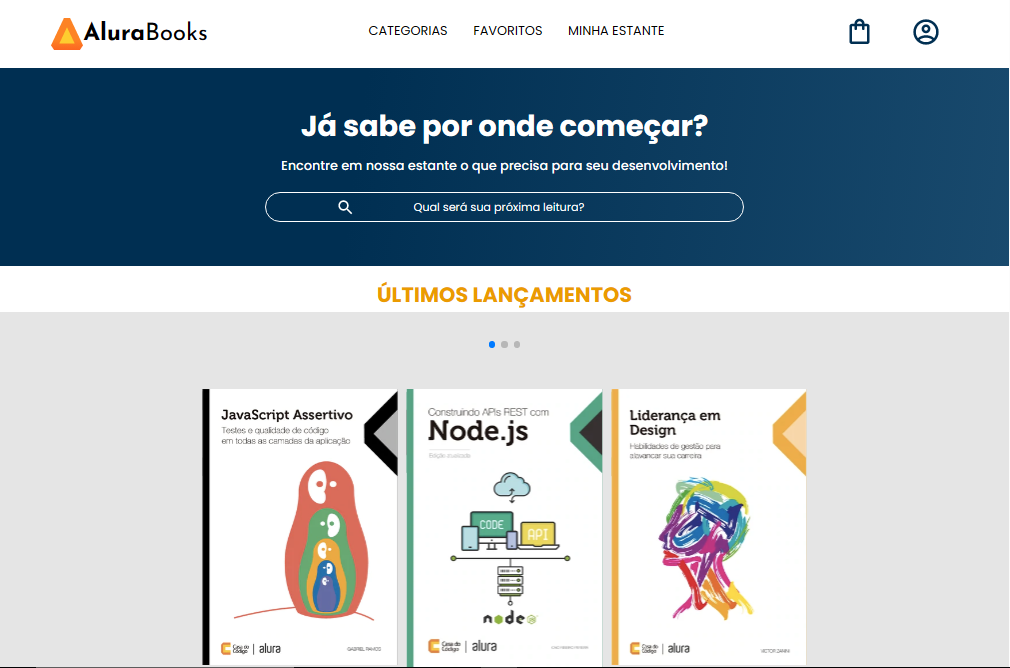 AluraBooks
CATEGORIAS FAVORITOS MINHA ESTANTE
Já sabe por onde começar?
Encontre em nossa estante o que precisa para seu desenvolvimento!
Qual será sua próxima leitura?
ÚLTIMOS LANÇAMENTOS
JavaScript Assertivo
Testes e qualidade de código
em todas as camadas da aplicação
Casa do
Código
alura
GABRIEL RAMOS
Construindo APIs REST com
Node.js
CODE
API
node
JS
Casa do
Código
alura
Liderança em
Design
Habilidades de gestão para
alavancar sua carreira
Casa do
Código
alura
VICTOR ZANINI